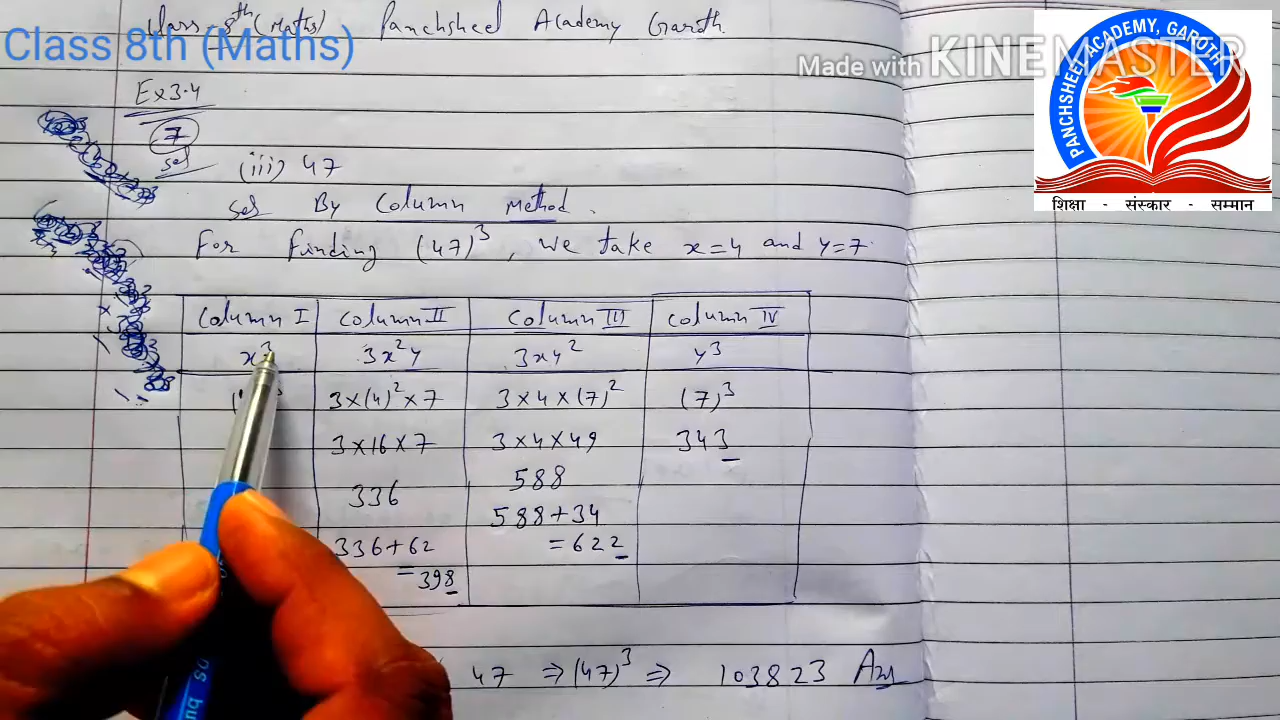 Class 8th (Maths) Panchsheel Academy Garoth
Class 8th (Maths)
Made with KINEMASTER
PANCHSHEEL ACADEMY, GAROTH
शिक्षा - संस्कार - सम्मान
Ex 3.4
7
sol (iii) 47
sol By Column Method.
For finding (47)³, we take x=4 and y=7.
Column I Column II Column III Column IV
x³ 3x²y 3xy² y³
3×(4)²×7 3×4×(7)² (7)³
3×16×7 3×4×49 343
336 588
588+34
336+62 =622
=398
47 ⇒ (47)³ ⇒ 103823 Ans